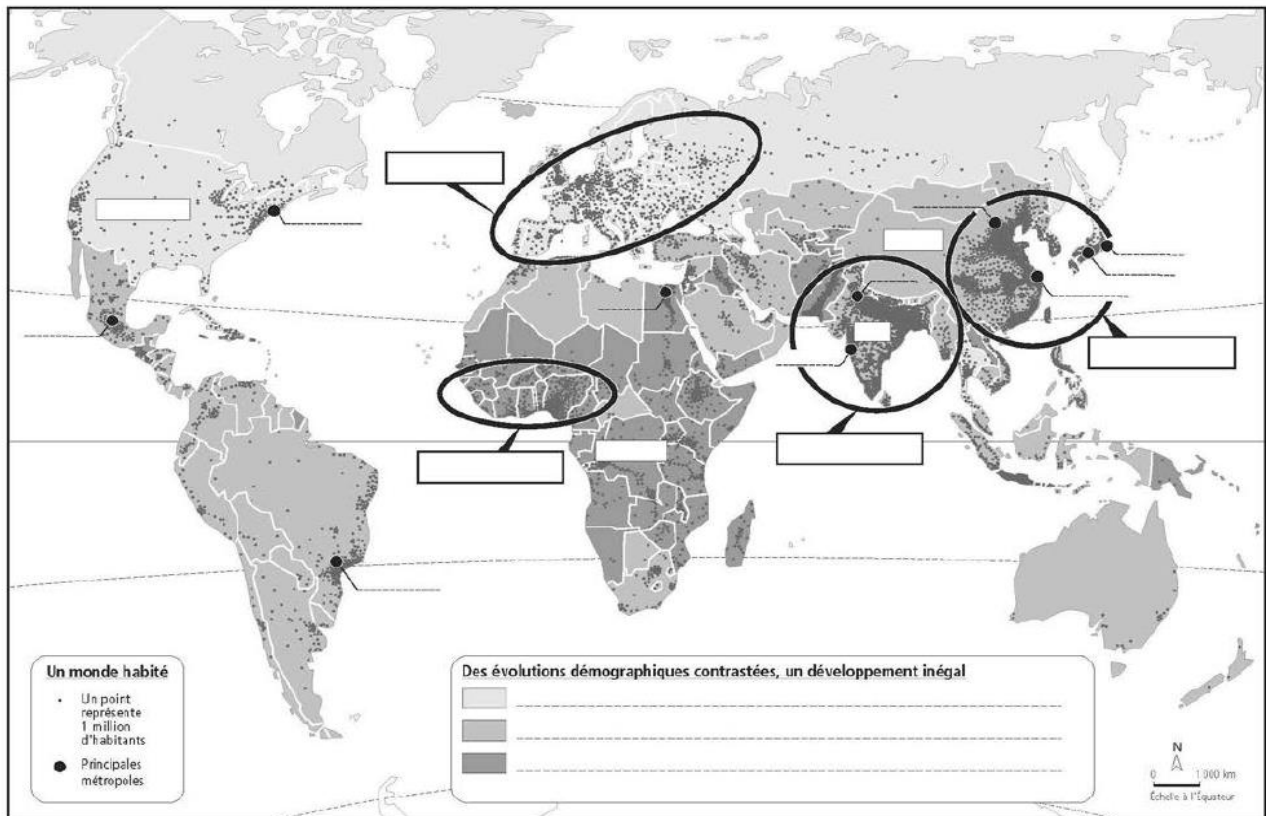 Un monde habité
Un point
représente
1 million
d'habitants
Principales
métropoles
Des évolutions démographiques contrastées, un développement inégal
N
0 1 000 km
Échelle à l'Équateur